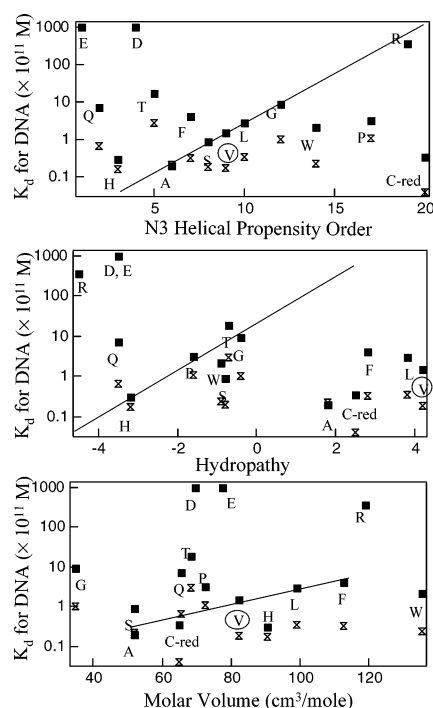 K_d for DNA (× 10^11 M)
1000
100
10
1
0.1
E D R
Q T F G L S V W P
H A C-red
5 10 15 20
N3 Helical Propensity Order
K_d for DNA (× 10^11 M)
1000
100
10
1
0.1
D, E
R
Q T G F L
P W S V
H A C-red
-4 -2 0 2 4
Hydropathy
K_d for DNA (× 10^11 M)
1000
100
10
1
0.1
D E R
T
G Q P L F W
S V H
A C-red
40 60 80 100 120
Molar Volume (cm^3/mole)